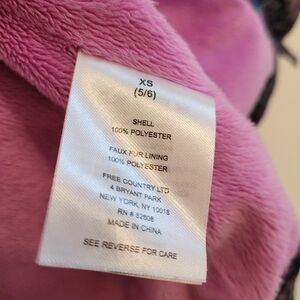 XS
(5/6)
SHELL
100% POLYESTER
FAUX FUR LINING
100% POLYESTER
FREE COUNTRY LTD
4 BRYANT PARK
NEW YORK, NY 10018
RN # 82508
MADE IN CHINA
SEE REVERSE FOR CARE